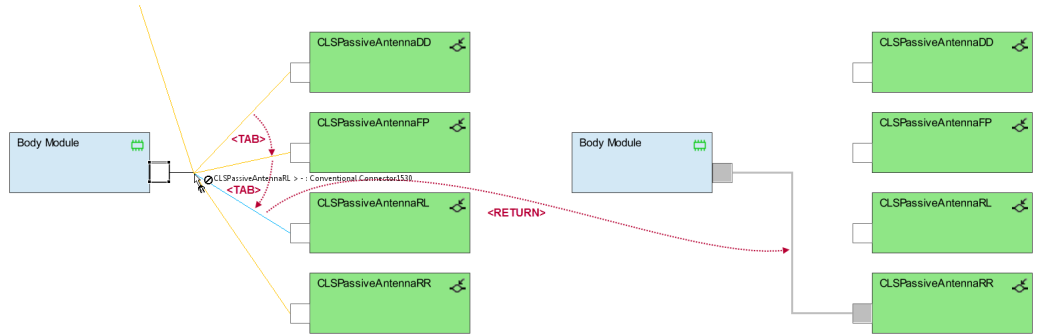 CLSPassiveAntennaDD
CLSPassiveAntennaDD
<TAB>
CLSPassiveAntennaFP
CLSPassiveAntennaFP
Body Module
Body Module
CLSPassiveAntennaRL > - : Conventional Connector1530
<TAB>
CLSPassiveAntennaRL
<RETURN>
CLSPassiveAntennaRL
CLSPassiveAntennaRR
CLSPassiveAntennaRR